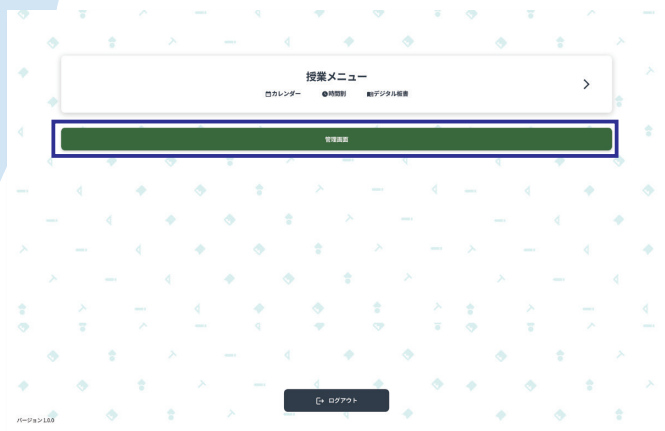 授業メニュー
カレンダー 時間割 デジタル板書
管理画面
ログアウト
バージョン 1.0.0